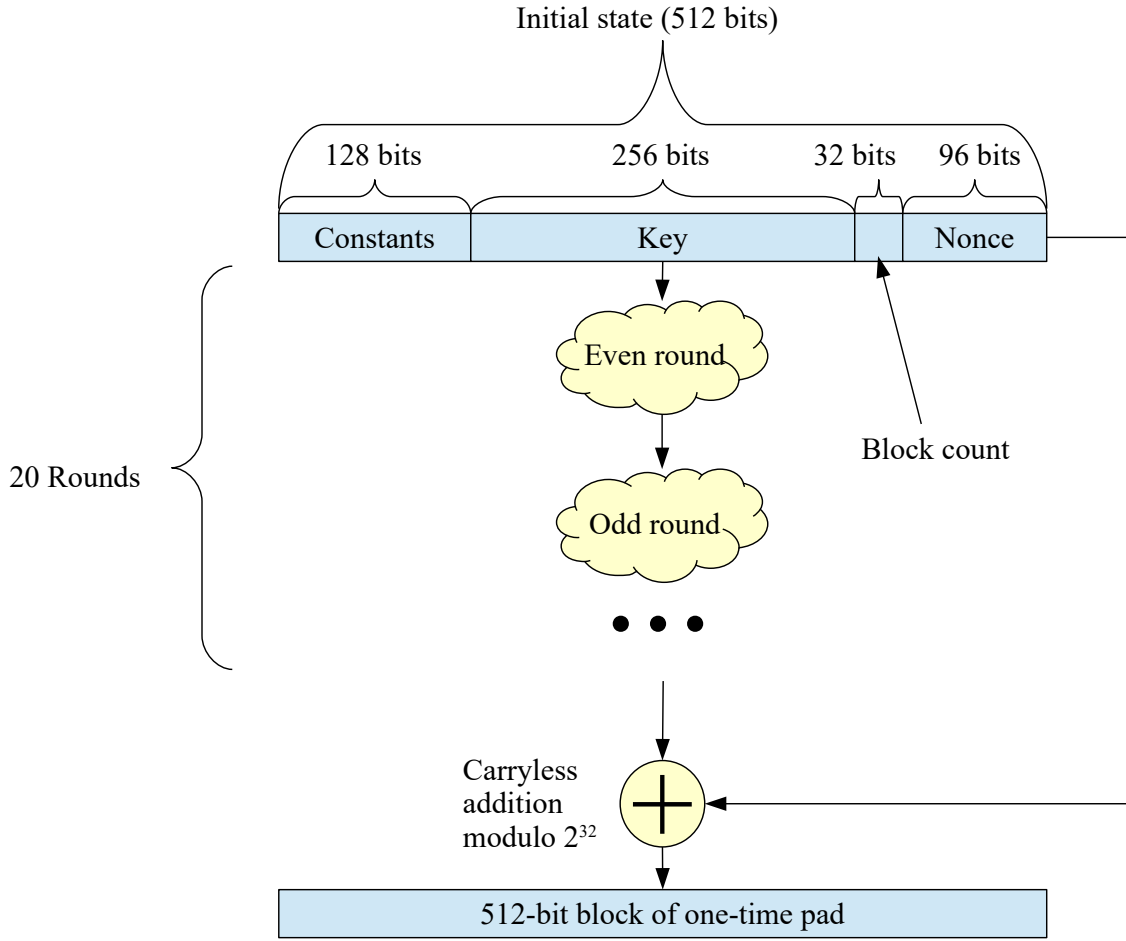 Initial state (512 bits)
128 bits
256 bits
32 bits
96 bits
Constants
Key
Nonce
Even round
Block count
20 Rounds
Odd round
Carryless
addition
modulo 2³²
512-bit block of one-time pad